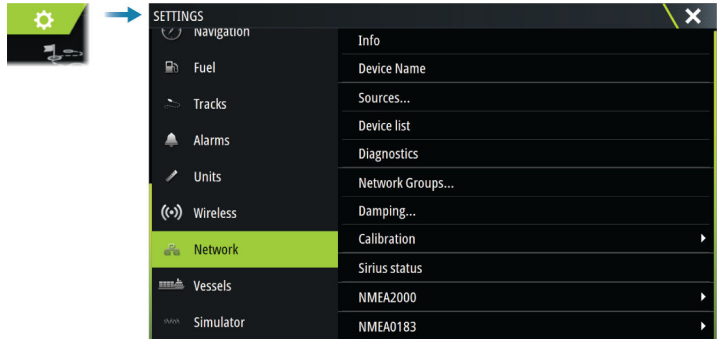 SETTINGS
Navigation
Fuel
Tracks
Alarms
Units
Wireless
Network
Vessels
Simulator
Info
Device Name
Sources...
Device list
Diagnostics
Network Groups...
Damping...
Calibration
Sirius status
NMEA2000
NMEA0183